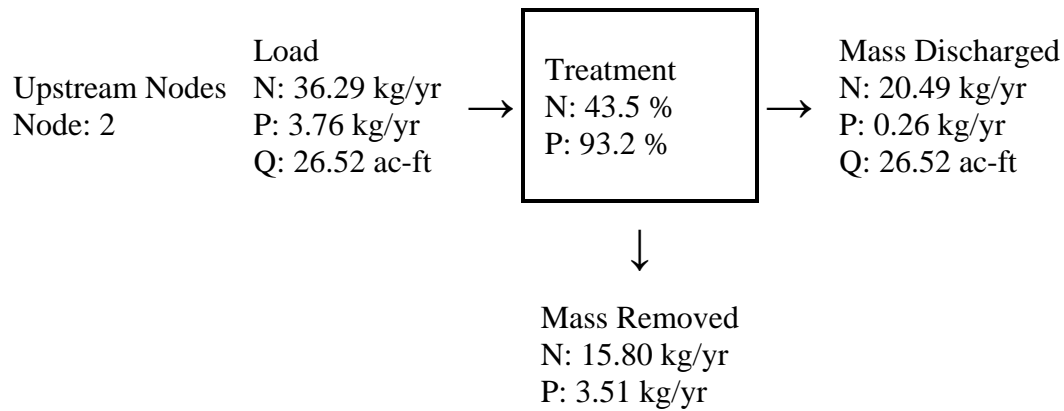 Upstream Nodes
Node: 2
Load
N: 36.29 kg/yr
P: 3.76 kg/yr
Q: 26.52 ac-ft
→
Treatment
N: 43.5 %
P: 93.2 %
→
Mass Discharged
N: 20.49 kg/yr
P: 0.26 kg/yr
Q: 26.52 ac-ft
↓
Mass Removed
N: 15.80 kg/yr
P: 3.51 kg/yr